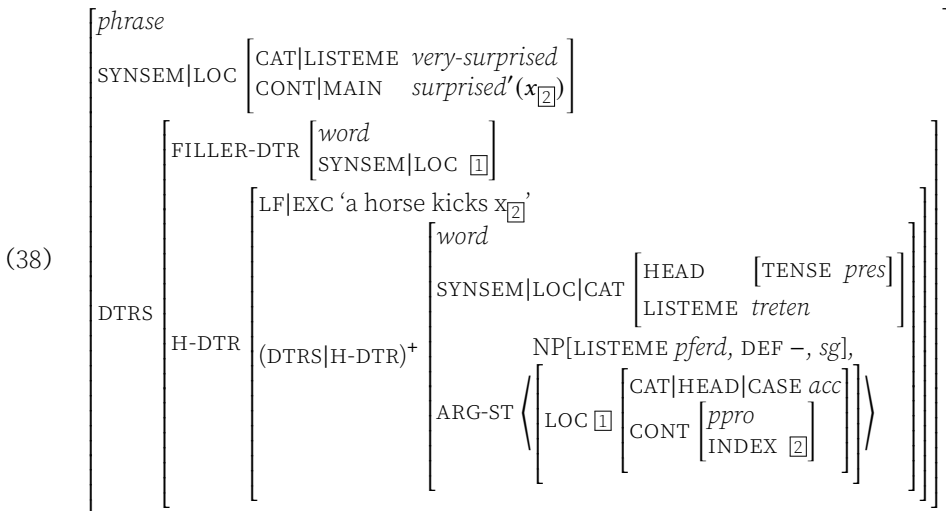 phrase
SYNSEM|LOC [CAT|LISTEME very-surprised
CONT|MAIN surprised′(x[2])]
FILLER-DTR [word
SYNSEM|LOC [1]]
LF|EXC ‘a horse kicks x[2]’
word
SYNSEM|LOC|CAT [HEAD [TENSE pres]
LISTEME treten]
(38)
DTRS
H-DTR
(DTRS|H-DTR)⁺
NP[LISTEME pferd, DEF −, sg],
ARG-ST ⟨[LOC [1] [CAT|HEAD|CASE acc
CONT [ppro
INDEX [2]]]]⟩